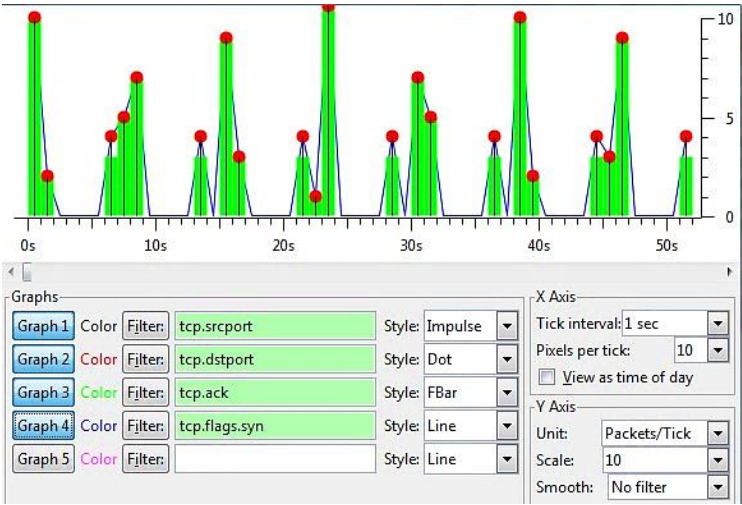 10
5
0
0s 10s 20s 30s 40s 50s
Graphs
Graph 1 Color Filter: tcp.srcport Style: Impulse
Graph 2 Color Filter: tcp.dstport Style: Dot
Graph 3 Color Filter: tcp.ack Style: FBar
Graph 4 Color Filter: tcp.flags.syn Style: Line
Graph 5 Color Filter: Style: Line
X Axis
Tick interval: 1 sec
Pixels per tick: 10
View as time of day
Y Axis
Unit: Packets/Tick
Scale: 10
Smooth: No filter